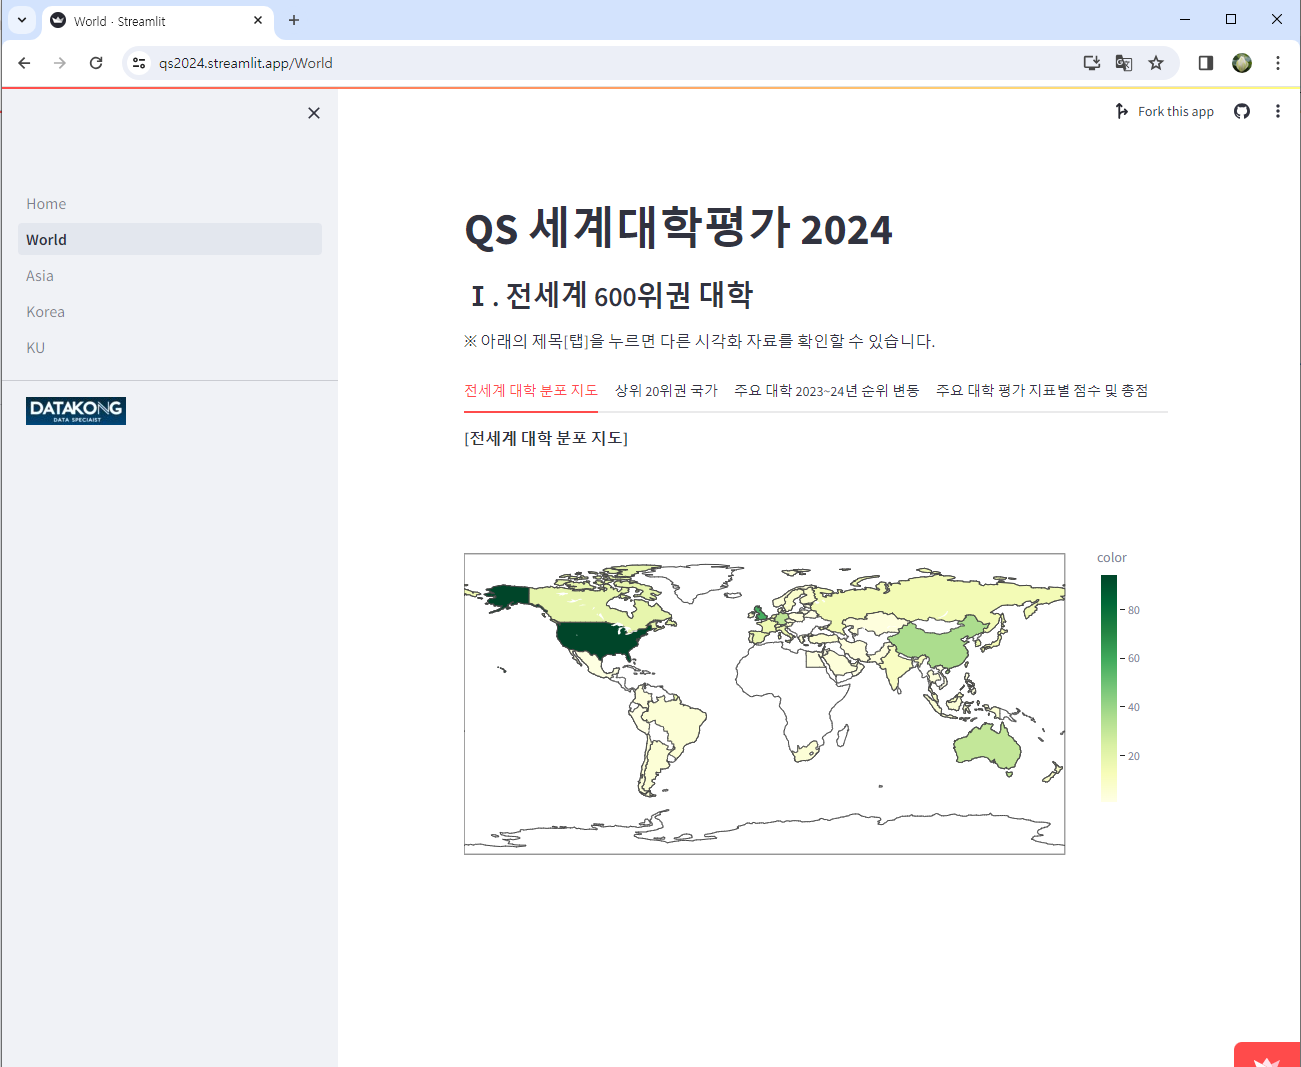 World · Streamlit
qs2024.streamlit.app/World
Fork this app
Home
World
Asia
Korea
KU
DATAKONG
DATA SPECIAIST
QS 세계대학평가 2024
Ⅰ. 전세계 600위권 대학
※ 아래의 제목[탭]을 누르면 다른 시각화 자료를 확인할 수 있습니다.
전세계 대학 분포 지도 상위 20위권 국가 주요 대학 2023~24년 순위 변동 주요 대학 평가 지표별 점수 및 총점
[전세계 대학 분포 지도]
color
80
60
40
20